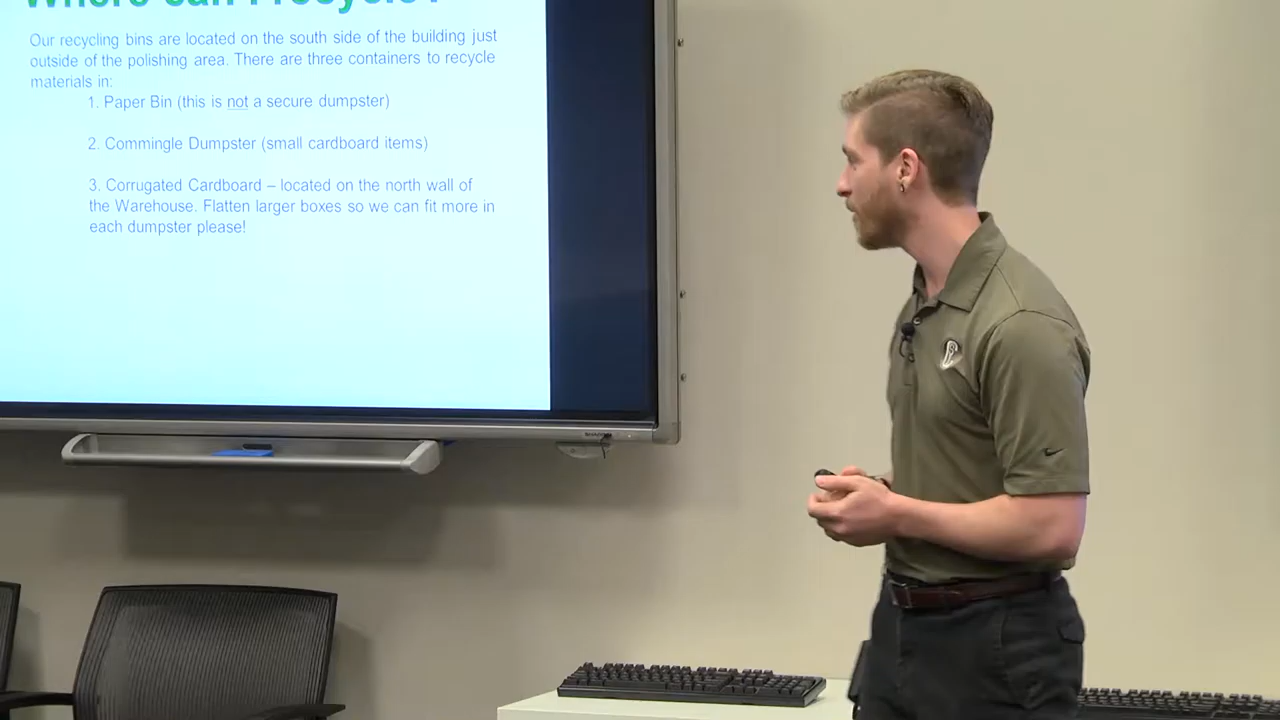 Where can I recycle?
Our recycling bins are located on the south side of the building just
outside of the polishing area. There are three containers to recycle
materials in:
1. Paper Bin (this is not a secure dumpster)
2. Commingle Dumpster (small cardboard items)
3. Corrugated Cardboard – located on the north wall of
the Warehouse. Flatten larger boxes so we can fit more in
each dumpster please!